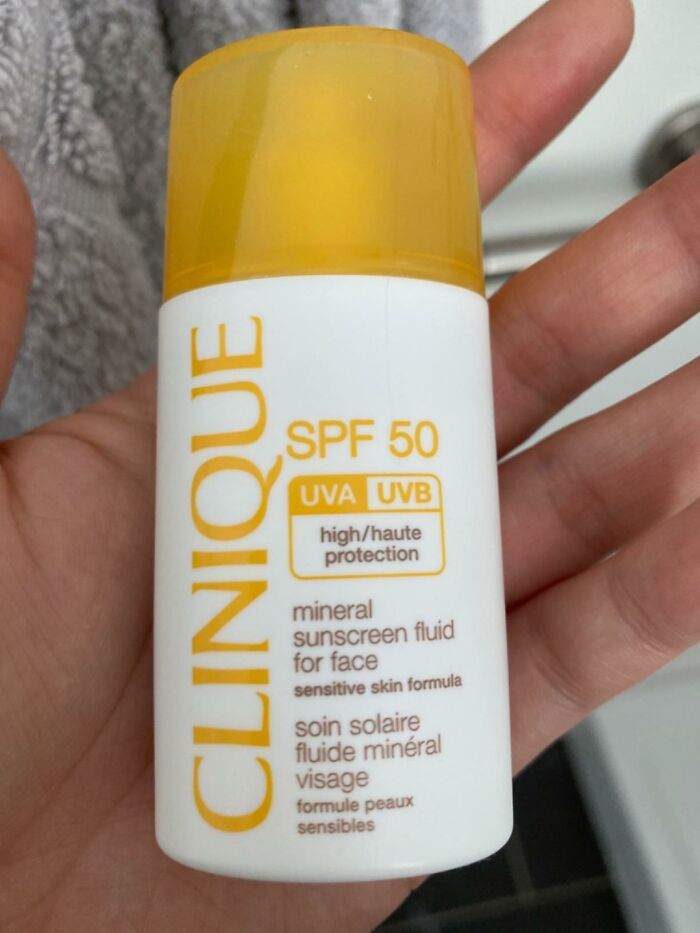 CLINIQUE
SPF 50
UVA UVB
high/haute
protection
mineral
sunscreen fluid
for face
sensitive skin formula
soin solaire
fluide minéral
visage
formule peaux
sensibles